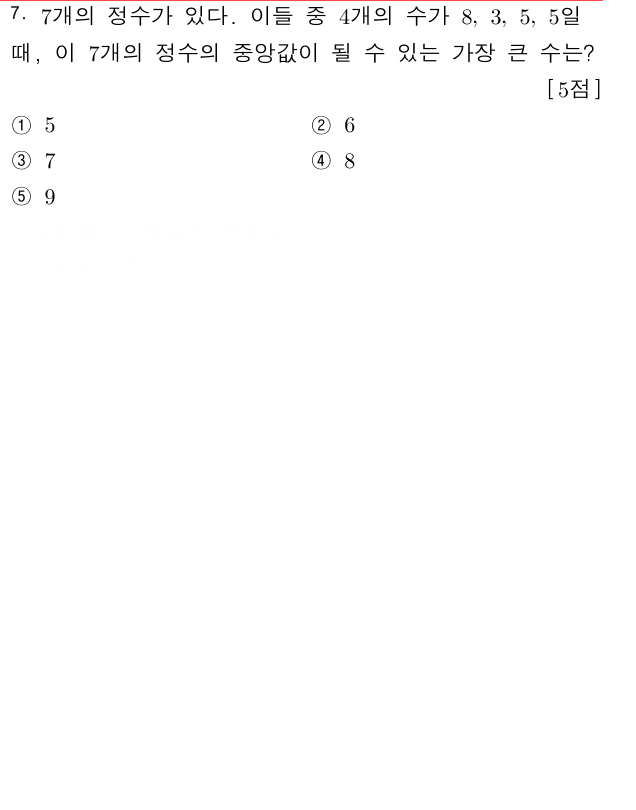 7. 7개의 정수가 있다. 이들 중 4개의 수가 8, 3, 5, 5일
때, 이 7개의 정수의 중앙값이 될 수 있는 가장 큰 수는?
[5점]
① 5 ② 6
③ 7 ④ 8
⑤ 9